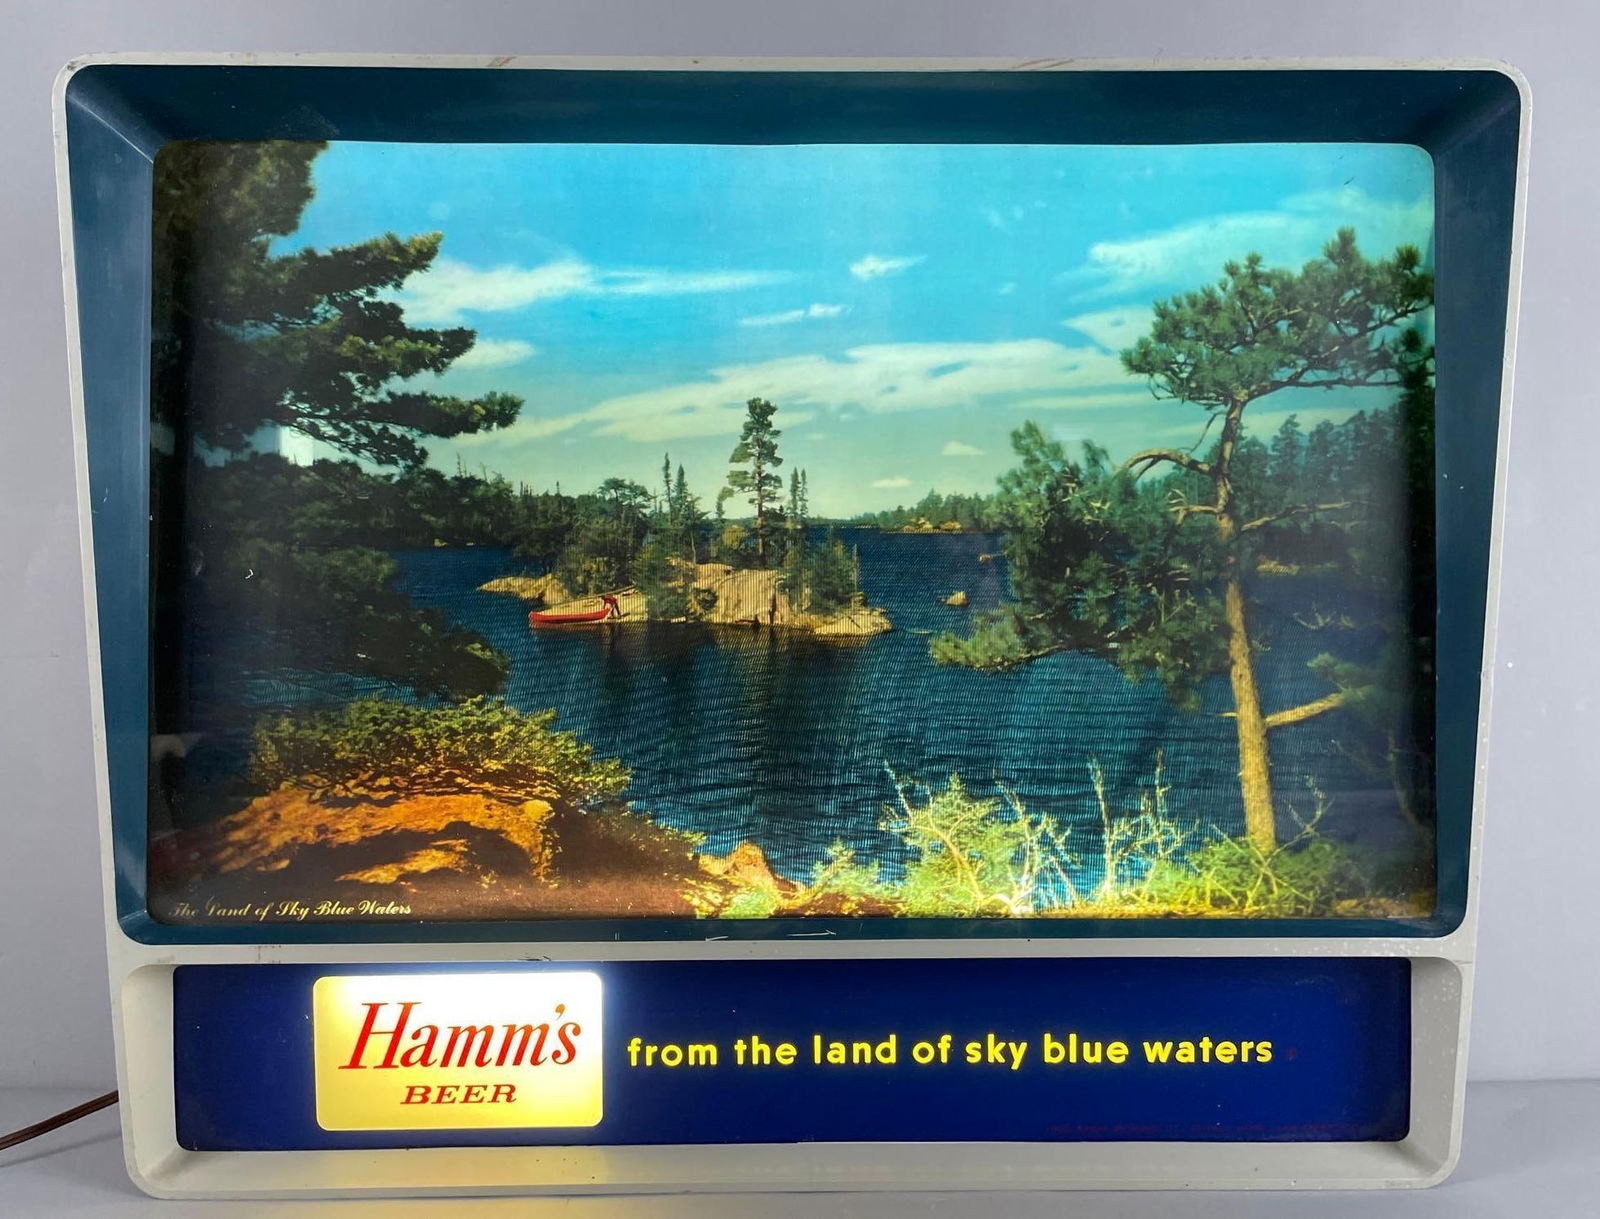 The Land of Sky Blue Waters
Hamm's
BEER
from the land of sky blue waters